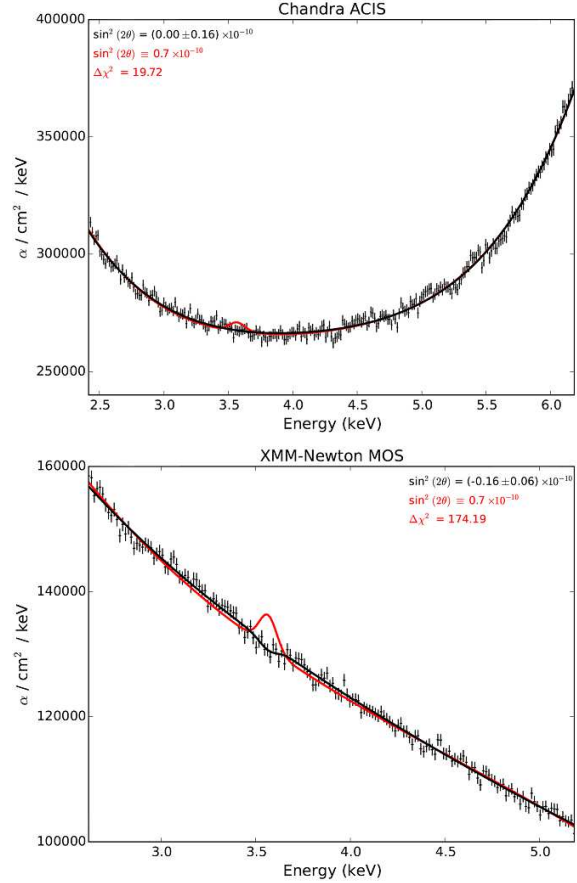 Chandra ACIS
400000
sin² (2θ) = (0.00 ±0.16) ×10⁻¹⁰
sin² (2θ) ≡ 0.7 ×10⁻¹⁰
Δχ² = 19.72
350000
α / cm² / keV
300000
250000
2.5 3.0 3.5 4.0 4.5 5.0 5.5 6.0
Energy (keV)
XMM-Newton MOS
160000
sin² (2θ) = (-0.16 ±0.06) ×10⁻¹⁰
sin² (2θ) ≡ 0.7 ×10⁻¹⁰
Δχ² = 174.19
140000
α / cm² / keV
120000
100000
3.0 3.5 4.0 4.5 5.0
Energy (keV)